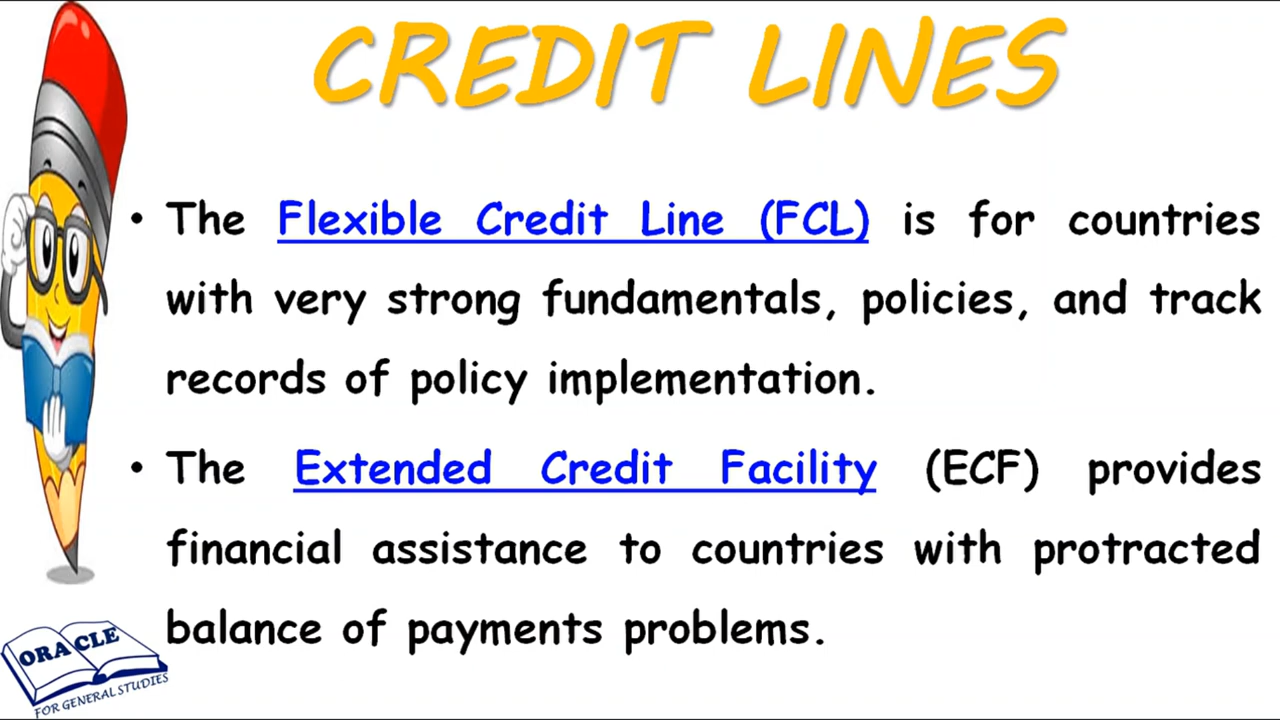 CREDIT LINES
• The Flexible Credit Line (FCL) is for countries
with very strong fundamentals, policies, and track
records of policy implementation.
• The Extended Credit Facility (ECF) provides
financial assistance to countries with protracted
balance of payments problems.
ORACLE
FOR GENERAL STUDIES